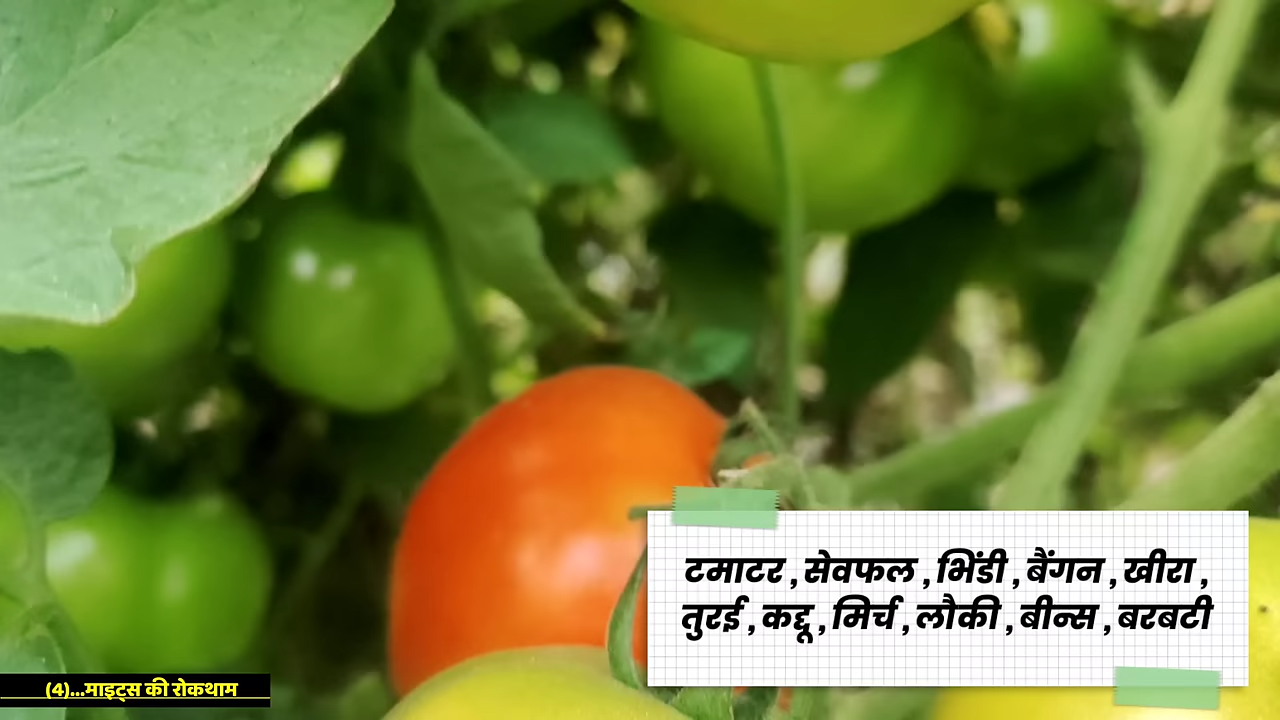 टमाटर , सेवफल , भिंडी , बैंगन , खीरा ,
तुरई , कद्दू , मिर्च , लौकी , बीन्स , बरबटी
(4)...माइट्स की रोकथाम